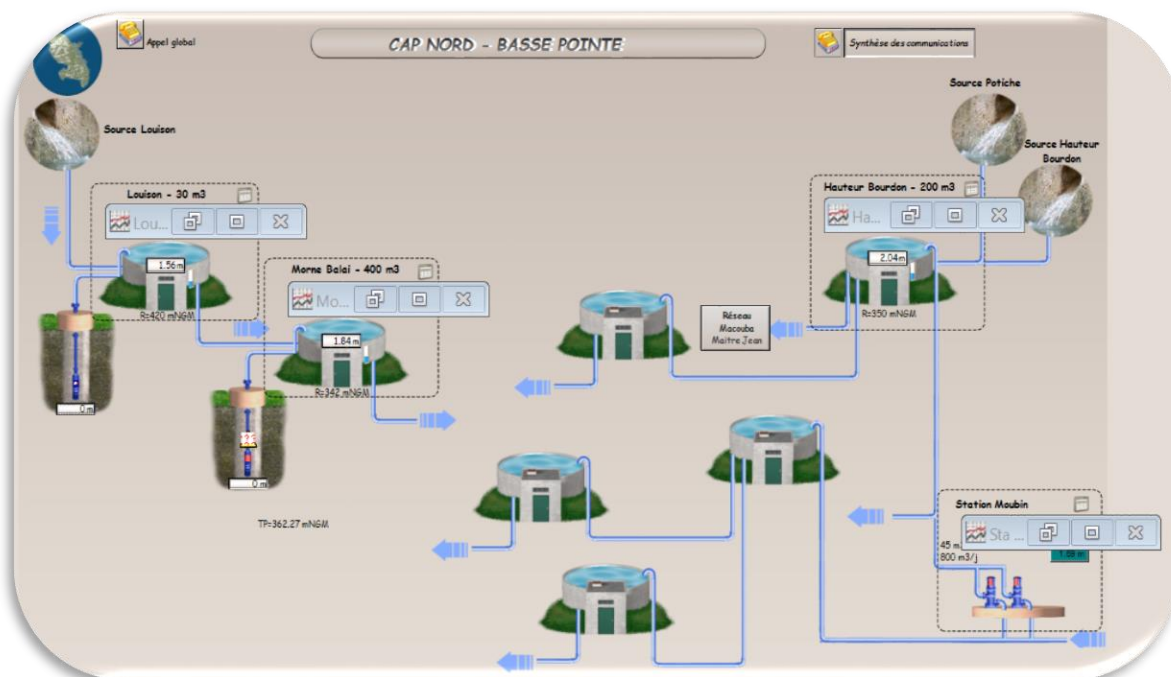 Appel global
CAP NORD - BASSE POINTE
Synthèse des communications
Source Potiche
Source Louison
Source Hauteur
Bourdon
Louison - 30 m3
Hauteur Bourdon - 200 m3
Lou...
Ha...
1.56m
2.04m
Morne Balai - 400 m3
Mo...
R=420 mNGM
R=350 mNGM
Réseau
Macouba
Maitre Jean
1.84m
R=342 mNGM
0 m
???
0 m
Station Moubin
TP=362.27 mNGM
Sta ...
45 m
800 m3/j